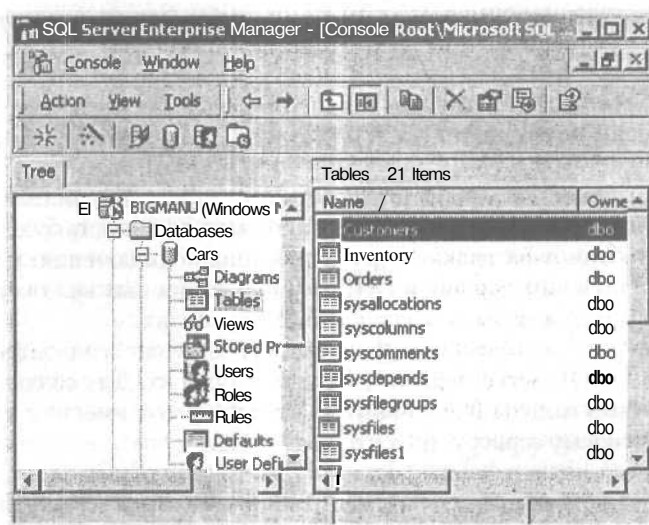 SQL Server Enterprise Manager - [Console Root\Microsoft SQL ...
Console Window Help
Action View Tools
Tree
Tables 21 Items
BIGMANU (Windows N
Databases
Cars
Diagrams
Tables
Views
Stored Pr
Users
Roles
Rules
Defaults
User Defi
Name Owne
Customers dbo
Inventory dbo
Orders dbo
sysallocations dbo
syscolumns dbo
syscomments dbo
sysdepends dbo
sysfilegroups dbo
sysfiles dbo
sysfiles1 dbo